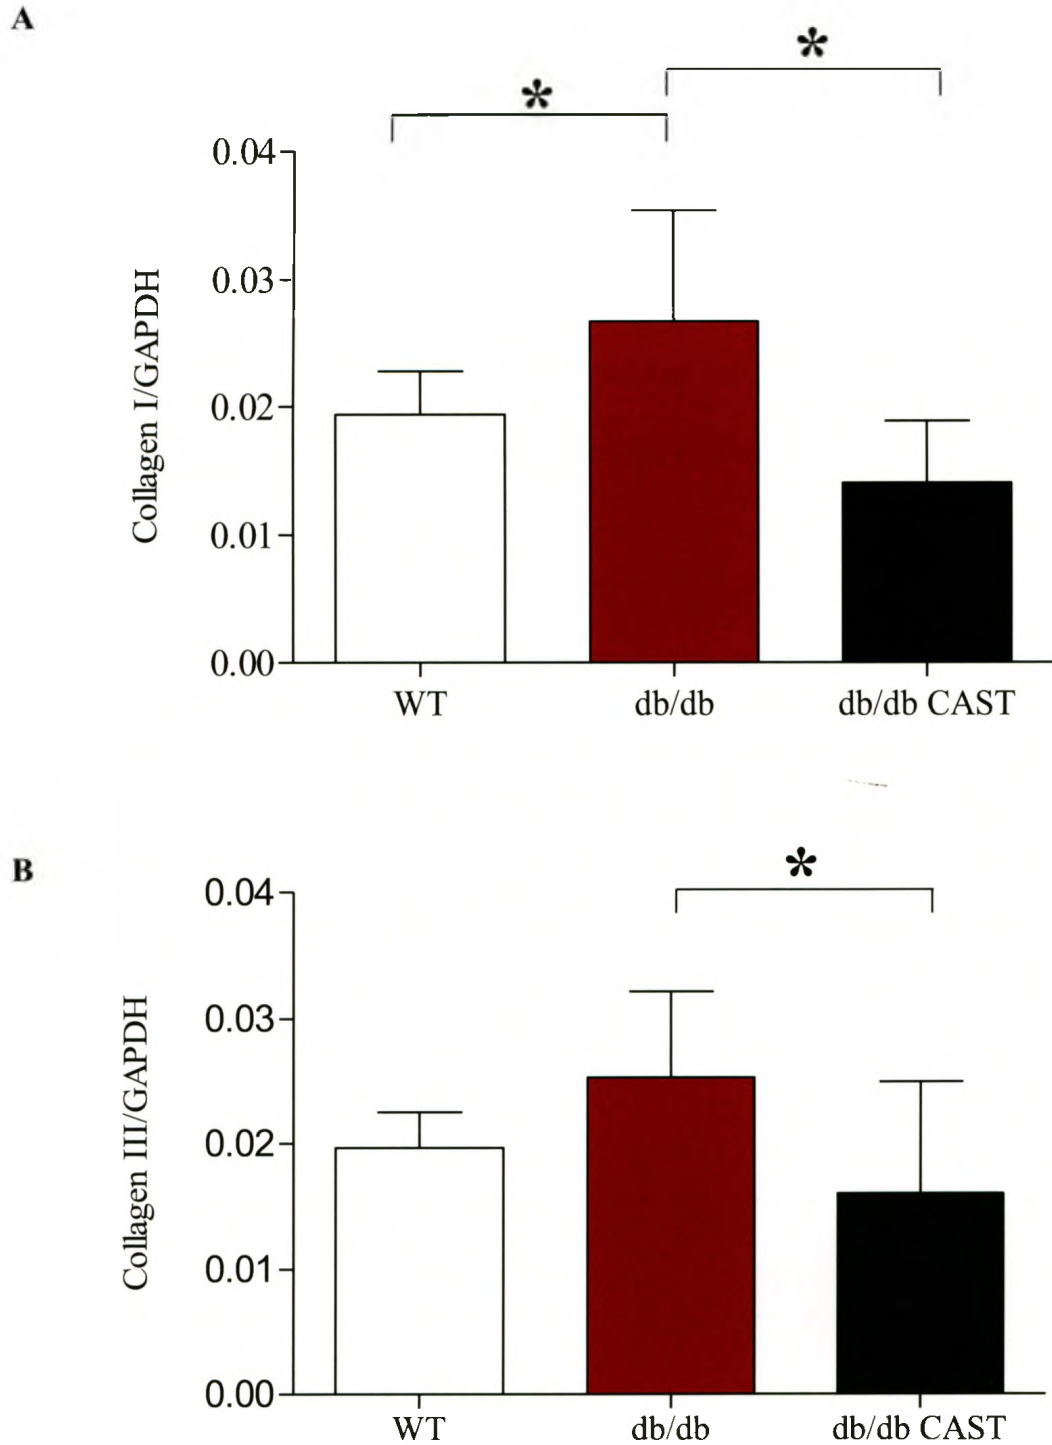 A
*
*
0.04
0.03
0.02
0.01
0.00
Collagen I/GAPDH
WT db/db db/db CAST
B
*
0.04
0.03
0.02
0.01
0.00
Collagen III/GAPDH
WT db/db db/db CAST